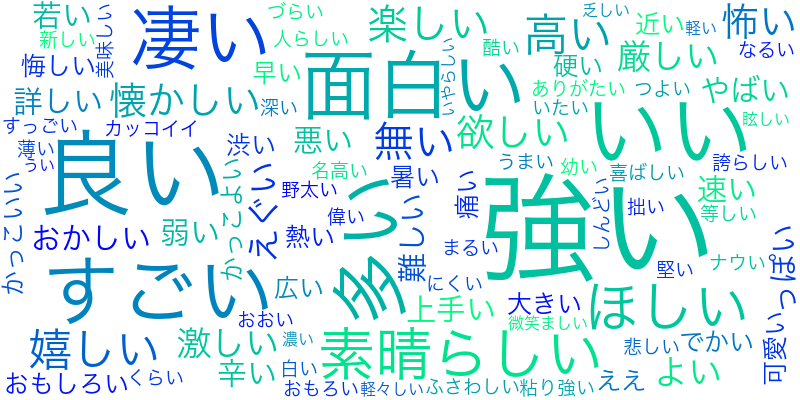 若い
凄い
づらい
楽しい
高い
近い
乏しい
軽い
怖い
新しい
美味しい
人らしい
いやらしい
酷い
厳しい
なるい
悔しい
早い
面白い
硬い
ありがたい
つよい
やばい
詳しい
懐かしい
深い
いたい
すっごい
カッコイイ
無い
欲しい
いい
眩しい
薄い
うい
良い
渋い
悪い
名高い
暑い
うまい
幼い
喜ばしい
誇らしい
かっこいい
かっこよい
えぐい
野太い
多い
痛い
強い
しんどい
速い
拙い
等しい
おかしい
弱い
偉い
熱い
難しい
まるい
堅い
ナウい
可愛いっぽい
すごい
広い
にくい
ほしい
おおい
上手い
大きい
微笑ましい
嬉しい
激しい
濃い
素晴らしい
悲しい
でかい
おもしろい
くらい
辛い
白い
おもろい
軽々しい
ふさわしい
粘り強い
ええ
よい